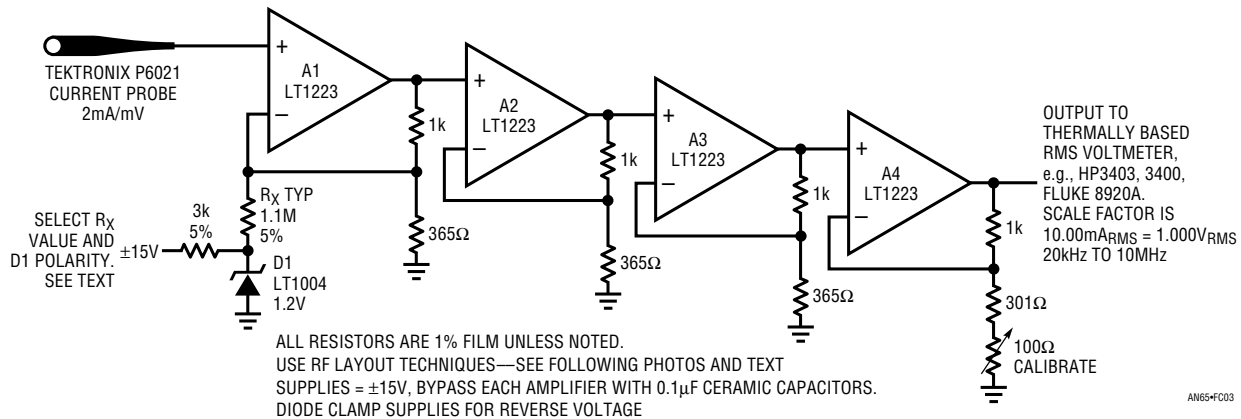 TEKTRONIX P6021
CURRENT PROBE
2mA/mV
+
–
A1
LT1223
1k
365Ω
RX TYP
1.1M
5%
3k
5%
SELECT RX
VALUE AND
D1 POLARITY.
SEE TEXT
±15V
D1
LT1004
1.2V
+
–
A2
LT1223
1k
365Ω
+
–
A3
LT1223
1k
365Ω
+
–
A4
LT1223
1k
301Ω
100Ω
CALIBRATE
OUTPUT TO
THERMALLY BASED
RMS VOLTMETER,
e.g., HP3403, 3400,
FLUKE 8920A.
SCALE FACTOR IS
10.00mARMS = 1.000VRMS
20kHz TO 10MHz
ALL RESISTORS ARE 1% FILM UNLESS NOTED.
USE RF LAYOUT TECHNIQUES—SEE FOLLOWING PHOTOS AND TEXT
SUPPLIES = ±15V, BYPASS EACH AMPLIFIER WITH 0.1µF CERAMIC CAPACITORS.
DIODE CLAMP SUPPLIES FOR REVERSE VOLTAGE
AN65•FC03